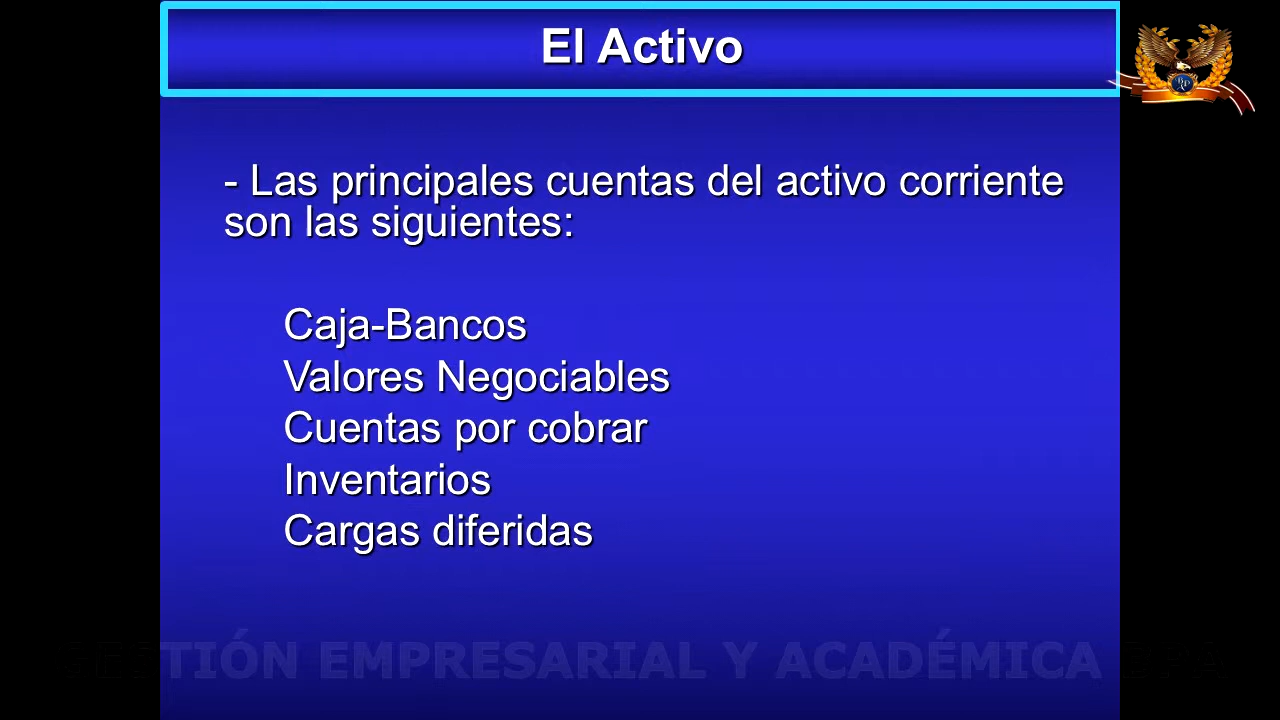 El Activo
- Las principales cuentas del activo corriente
son las siguientes:
Caja-Bancos
Valores Negociables
Cuentas por cobrar
Inventarios
Cargas diferidas
GESTIÓN EMPRESARIAL Y ACADÉMICA